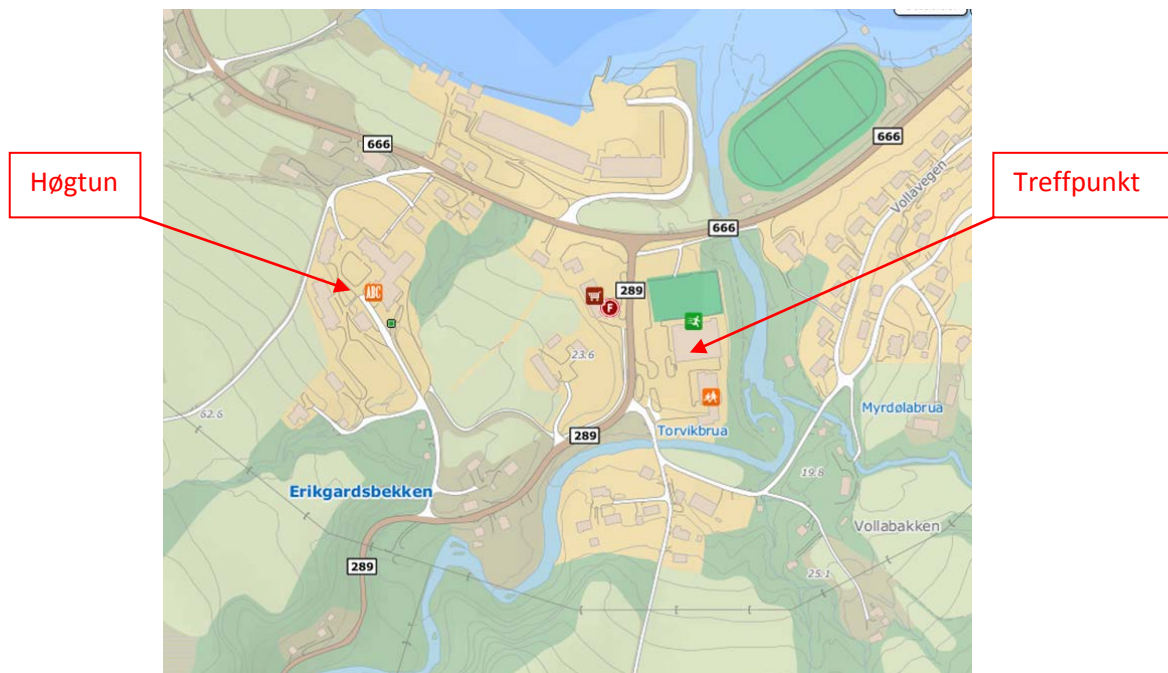 666
666
Høgtun
Treffpunkt
Vollavegen
666
ABC
289
F
23.6
62.6
289
Torvikbrua
Myrdølabrua
Erikgardsbekken
19.8
Vollabakken
289
25.1